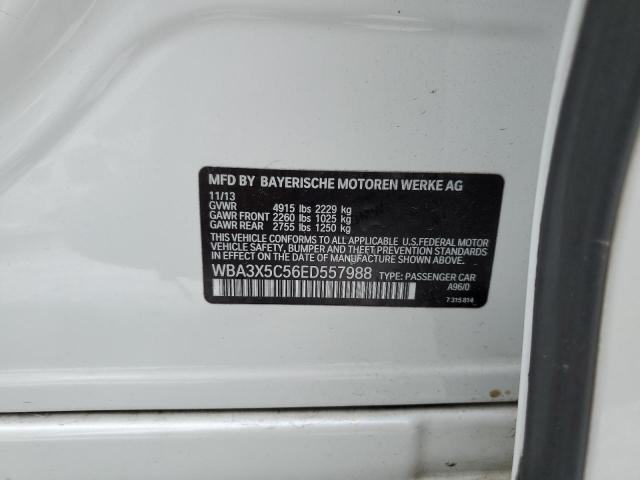 MFD BY BAYERISCHE MOTOREN WERKE AG
11/13
GVWR 4915 lbs 2229 kg
GAWR FRONT 2260 lbs 1025 kg
GAWR REAR 2755 lbs 1250 kg
THIS VEHICLE CONFORMS TO ALL APPLICABLE U.S.FEDERAL MOTOR
VEHICLE SAFETY, BUMPER AND THEFT PREVENTION STANDARDS
IN EFFECT ON THE DATE OF MANUFACTURE SHOWN ABOVE.
WBA3X5C56ED557988 TYPE: PASSENGER CAR
A96/0
7 315 814